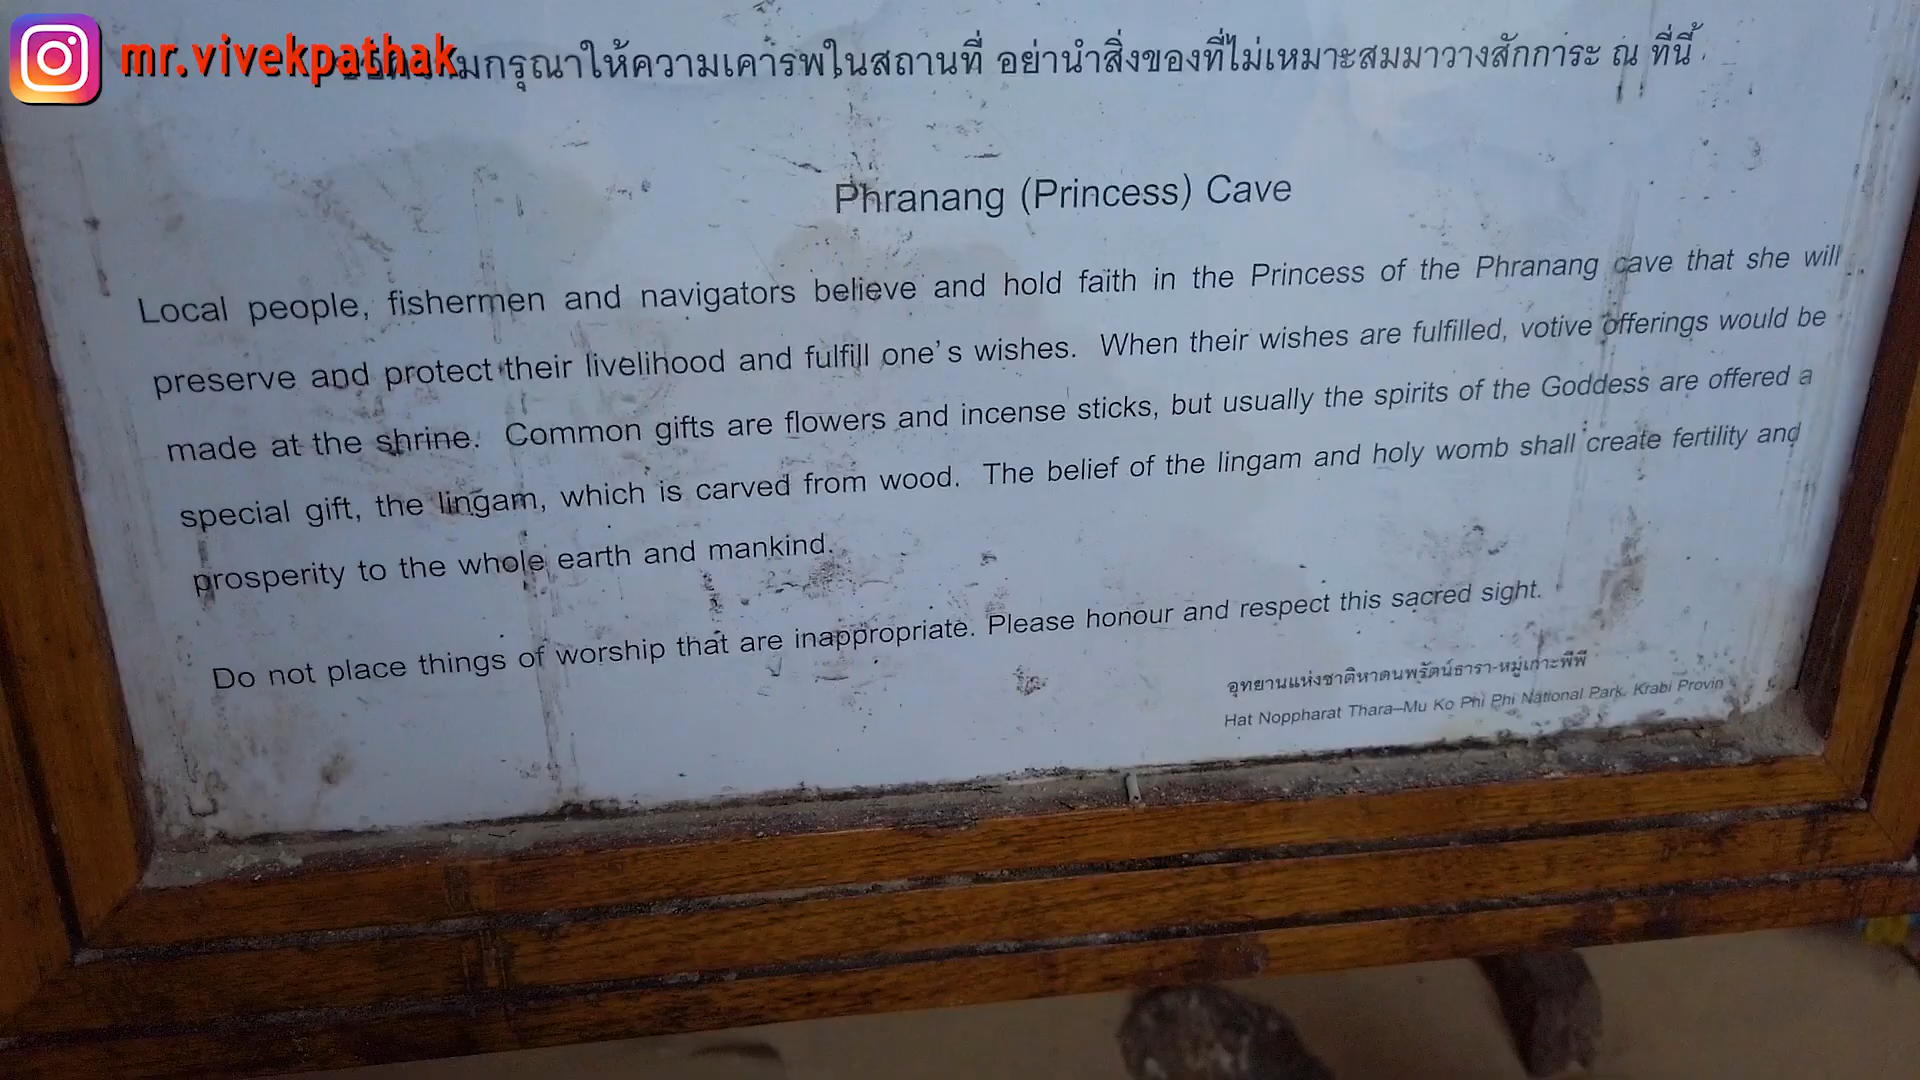 mr.vivekpathak
กรุณาให้ความเคารพในสถานที่ อย่านำสิ่งของที่ไม่เหมาะสมมาวางสักการะ ณ ที่นี้
Phranang (Princess) Cave
Local people, fishermen and navigators believe and hold faith in the Princess of the Phranang cave that she will
preserve and protect their livelihood and fulfill one's wishes. When their wishes are fulfilled, votive offerings would be
made at the shrine. Common gifts are flowers and incense sticks, but usually the spirits of the Goddess are offered a
special gift, the lingam, which is carved from wood. The belief of the lingam and holy womb shall create fertility and
prosperity to the whole earth and mankind.
Do not place things of worship that are inappropriate. Please honour and respect this sacred sight.
อุทยานแห่งชาติหาดนพรัตน์ธารา-หมู่เกาะพีพี
Hat Noppharat Thara–Mu Ko Phi Phi National Park. Krabi Provin